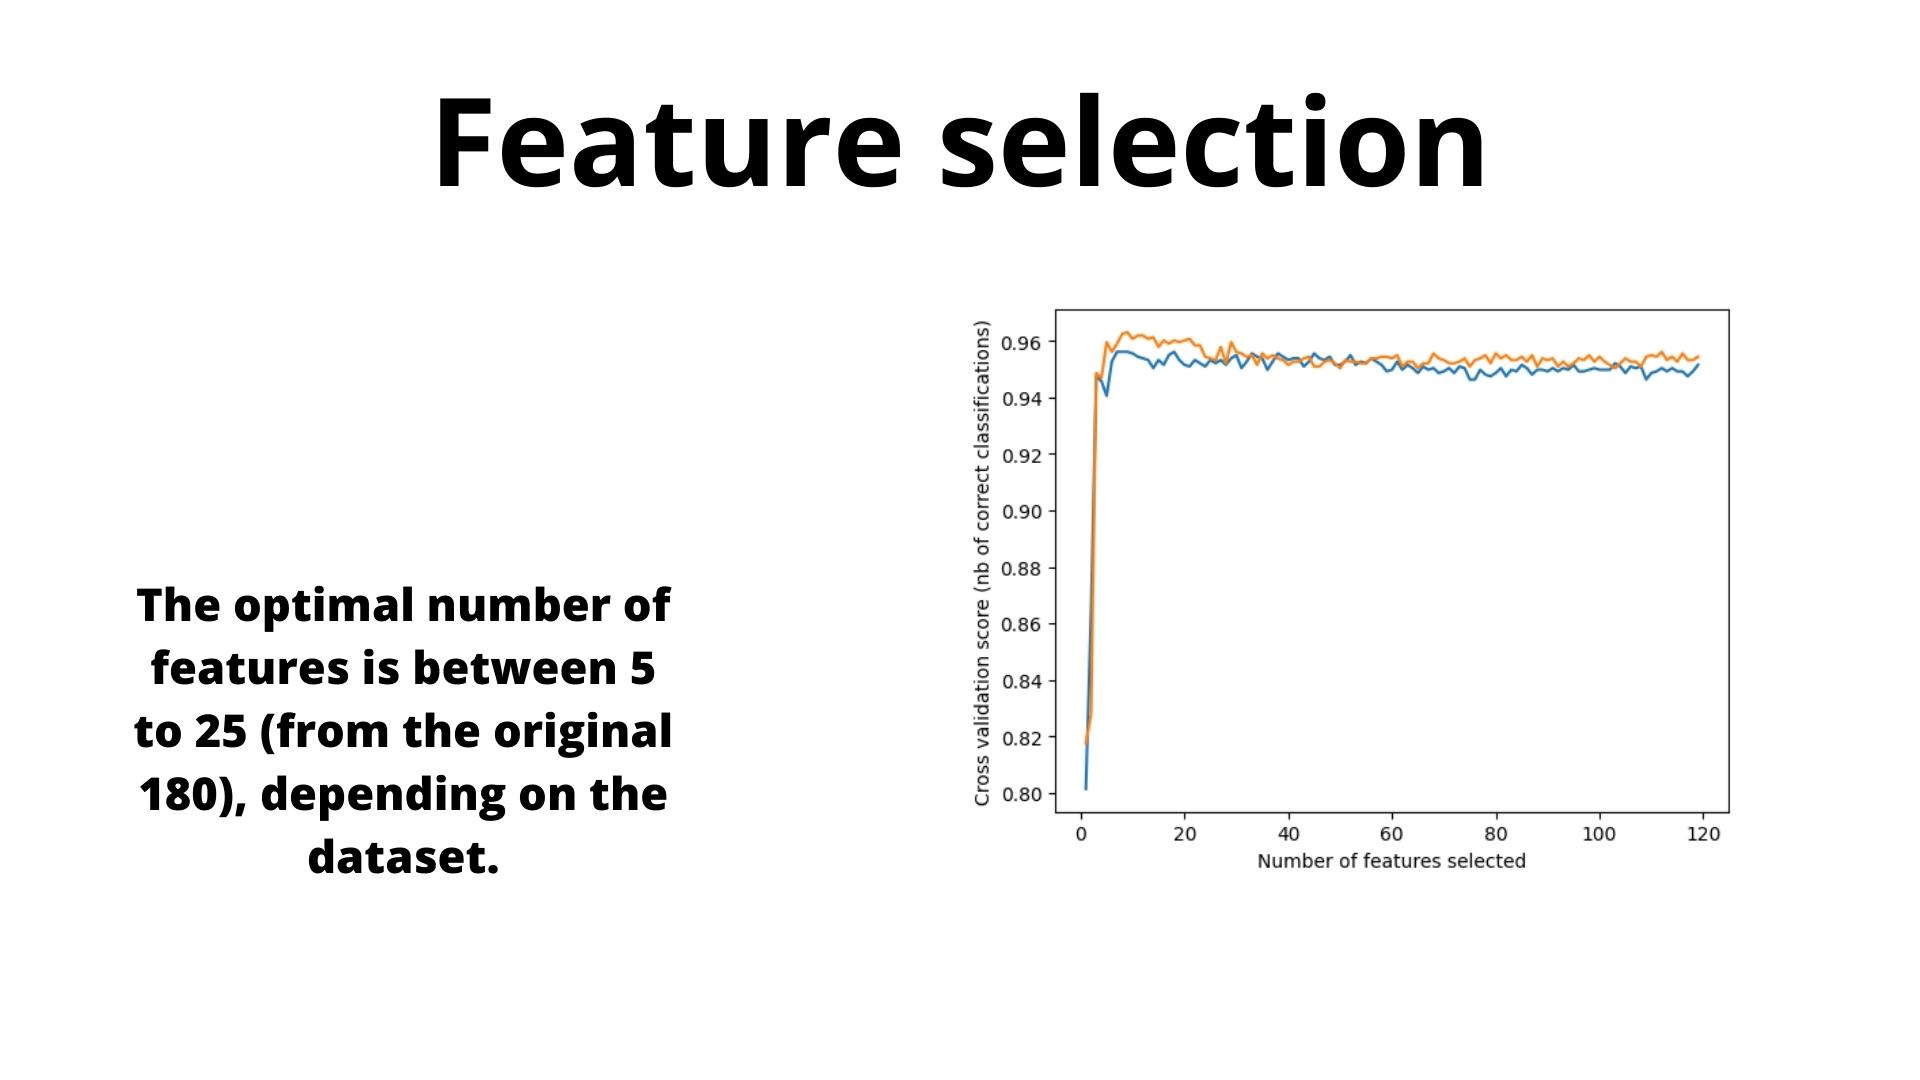 Feature selection
The optimal number of
features is between 5
to 25 (from the original
180), depending on the
dataset.
Cross validation score (nb of correct classifications)
0.96
0.94
0.92
0.90
0.88
0.86
0.84
0.82
0.80
0 20 40 60 80 100 120
Number of features selected